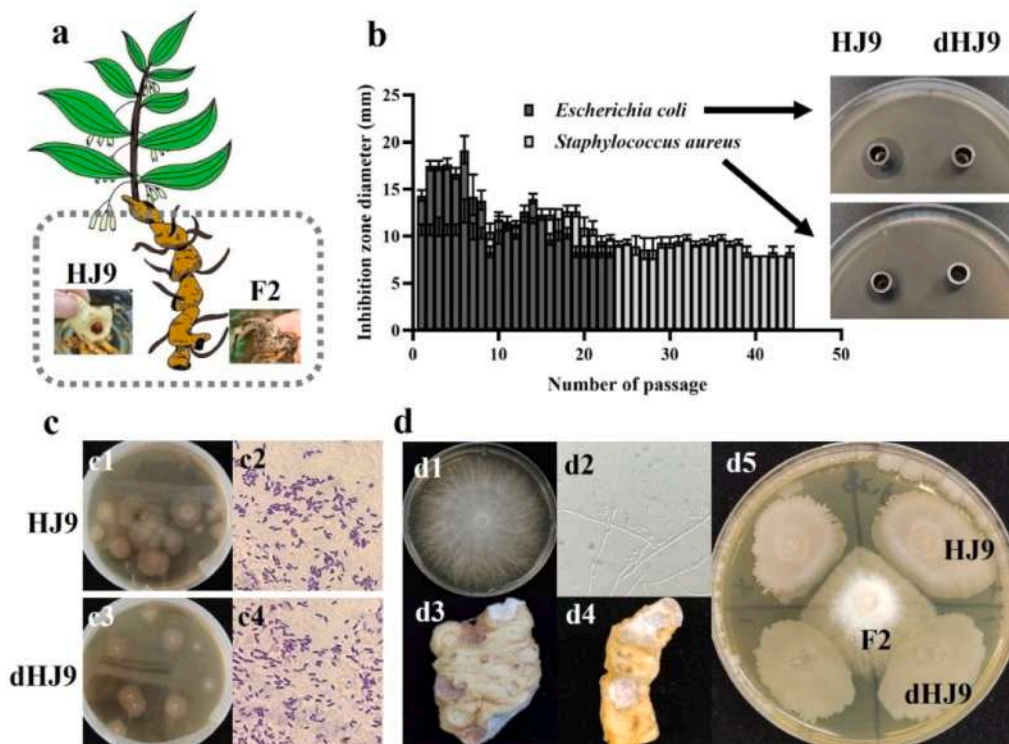 a
HJ9
F2
b
HJ9 dHJ9
Inhibition zone diameter (mm)
25
20
15
10
5
0
Escherichia coli
Staphylococcus aureus
0 10 20 30 40 50
Number of passage
c
HJ9
dHJ9
c1
c2
c3
c4
d
d1
d2
d3
d4
d5
HJ9
F2
dHJ9